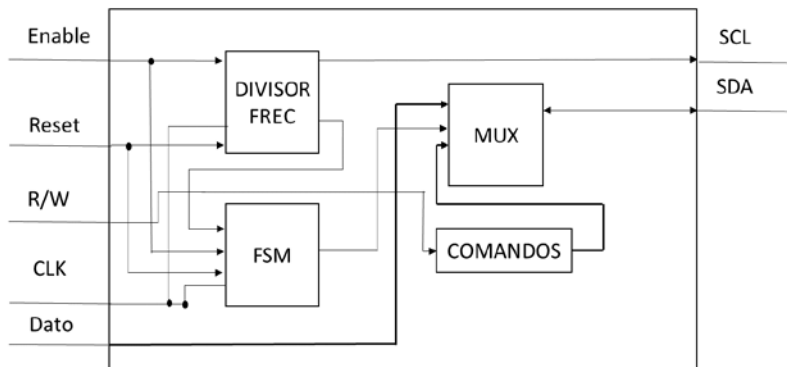 Enable
SCL
DIVISOR
FREC
SDA
Reset
MUX
R/W
FSM
COMANDOS
CLK
Dato